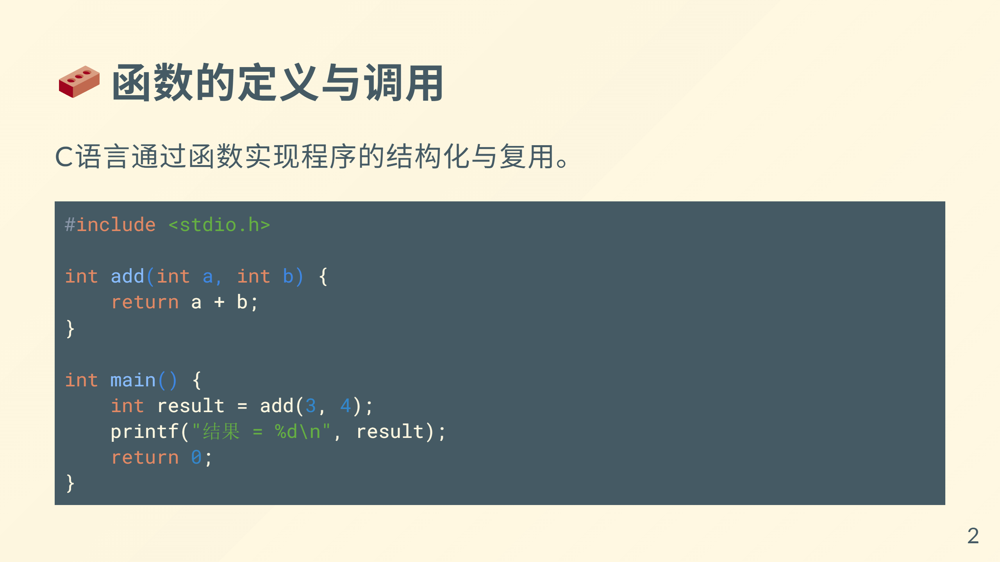 函数的定义与调用
C语言通过函数实现程序的结构化与复用。
#include <stdio.h>

int add(int a, int b) {
    return a + b;
}

int main() {
    int result = add(3, 4);
    printf("结果 = %d\n", result);
    return 0;
}
2